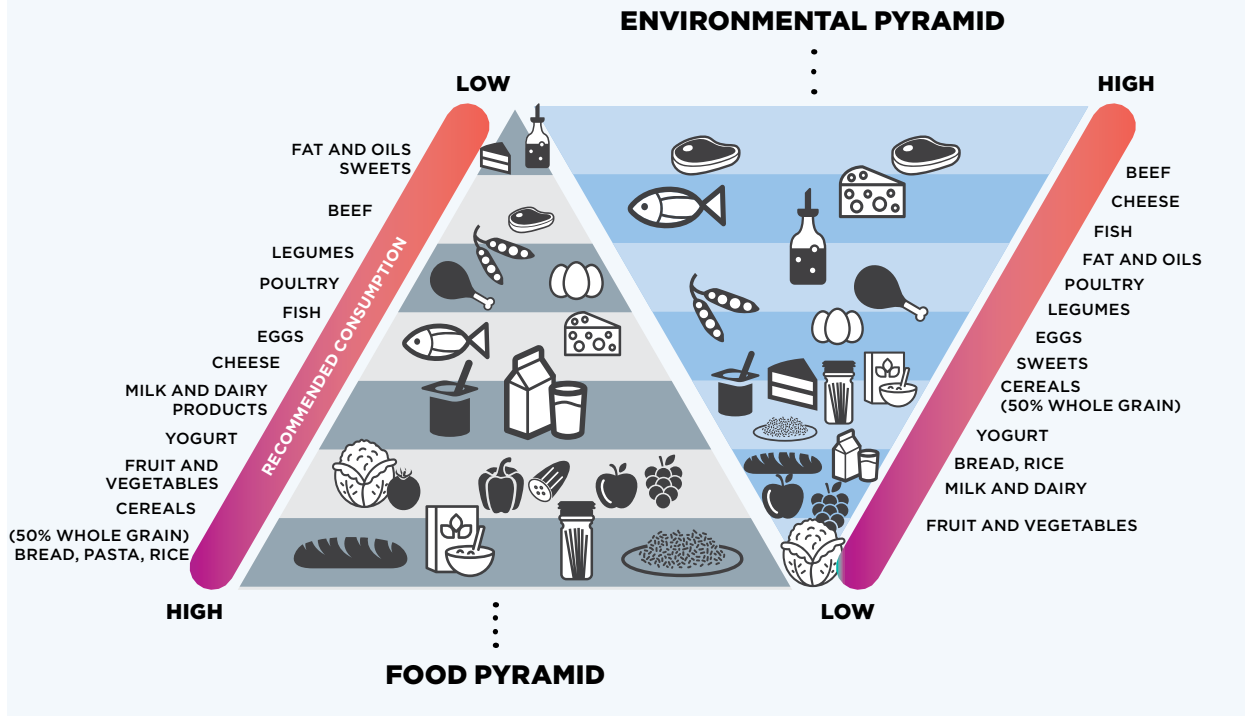 ENVIRONMENTAL PYRAMID
LOW
HIGH
FAT AND OILS
SWEETS
BEEF
LEGUMES
POULTRY
FISH
EGGS
CHEESE
MILK AND DAIRY
PRODUCTS
YOGURT
FRUIT AND
VEGETABLES
CEREALS
(50% WHOLE GRAIN)
BREAD, PASTA, RICE
RECOMMENDED CONSUMPTION
BEEF
CHEESE
FISH
FAT AND OILS
POULTRY
LEGUMES
EGGS
SWEETS
CEREALS
(50% WHOLE GRAIN)
YOGURT
BREAD, RICE
MILK AND DAIRY
FRUIT AND VEGETABLES
HIGH
LOW
FOOD PYRAMID